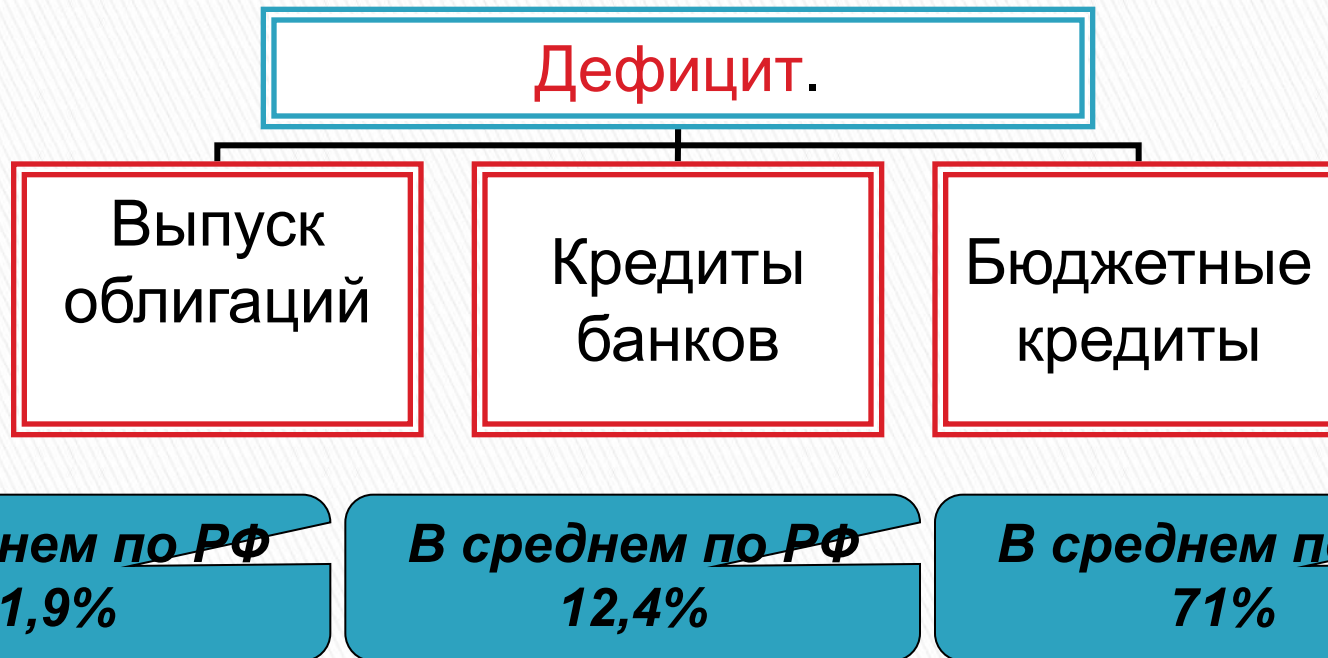 Дефицит.
Выпуск
облигаций
Кредиты
банков
Бюджетные
кредиты
нем по РФ
1,9%
В среднем по РФ
12,4%
В среднем
71%